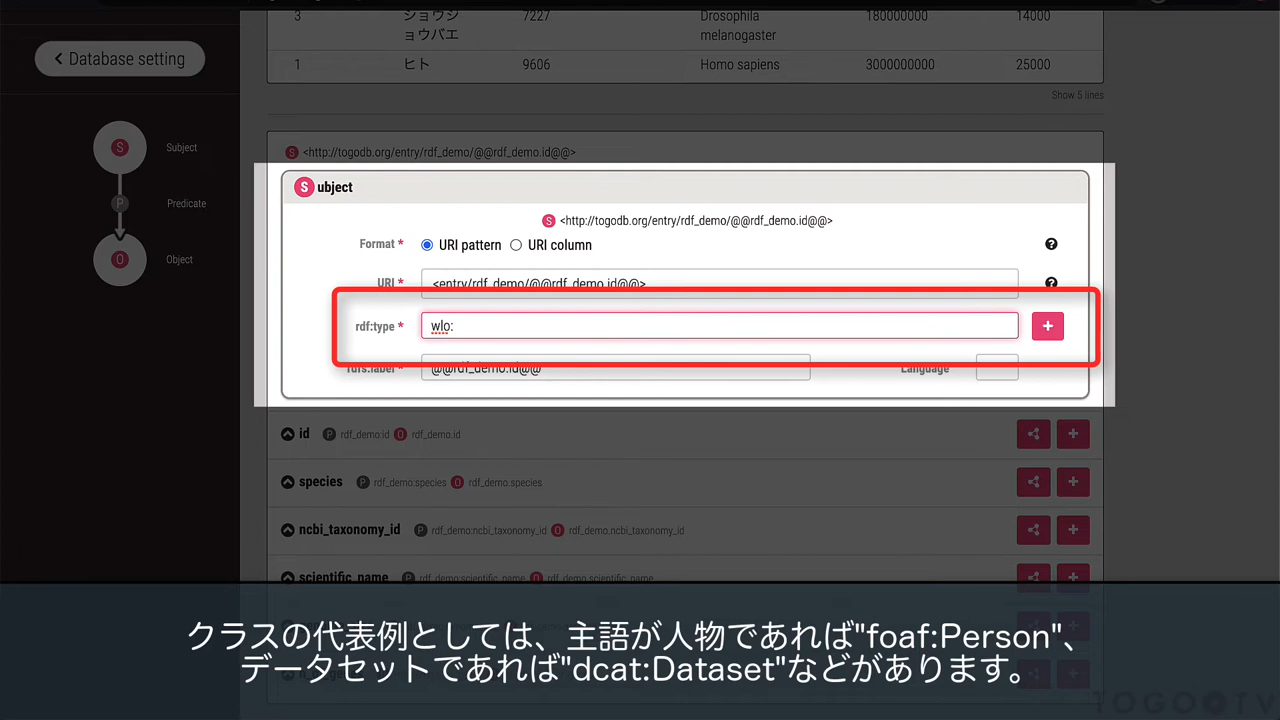 3 ショウジョウバエ 7227 Drosophila melanogaster 180000000 14000
1 ヒト 9606 Homo sapiens 3000000000 25000
Show 5 lines
Database setting
S Subject
P Predicate
O Object
S <http://togodb.org/entry/rdf_demo/@@rdf_demo.id@@>
S ubject
S <http://togodb.org/entry/rdf_demo/@@rdf_demo.id@@>
Format * URI pattern URI column ?
URI * <entry/rdf_demo/@@rdf_demo.id@@> ?
rdf:type * wlo: +
rdfs:label * @@rdf_demo.id@@ Language
id P rdf_demo:id O rdf_demo.id +
species P rdf_demo:species O rdf_demo.species +
ncbi_taxonomy_id P rdf_demo:ncbi_taxonomy_id O rdf_demo.ncbi_taxonomy_id +
scientific_name P rdf_demo:scientific_name O rdf_demo.scientific_name +
クラスの代表例としては、主語が人物であれば"foaf:Person"、
データセットであれば"dcat:Dataset"などがあります。
TOGOTV